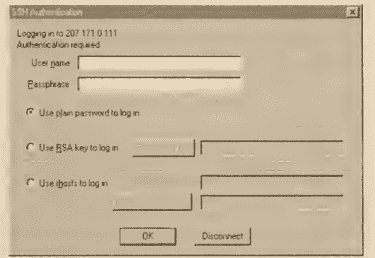 SSH Authentication
Logging in to 207 171 0 111
Authentication required
User name
Passphrase
Use plain password to log in
Use RSA key to log in
Use rhosts to log in
OK
Disconnect